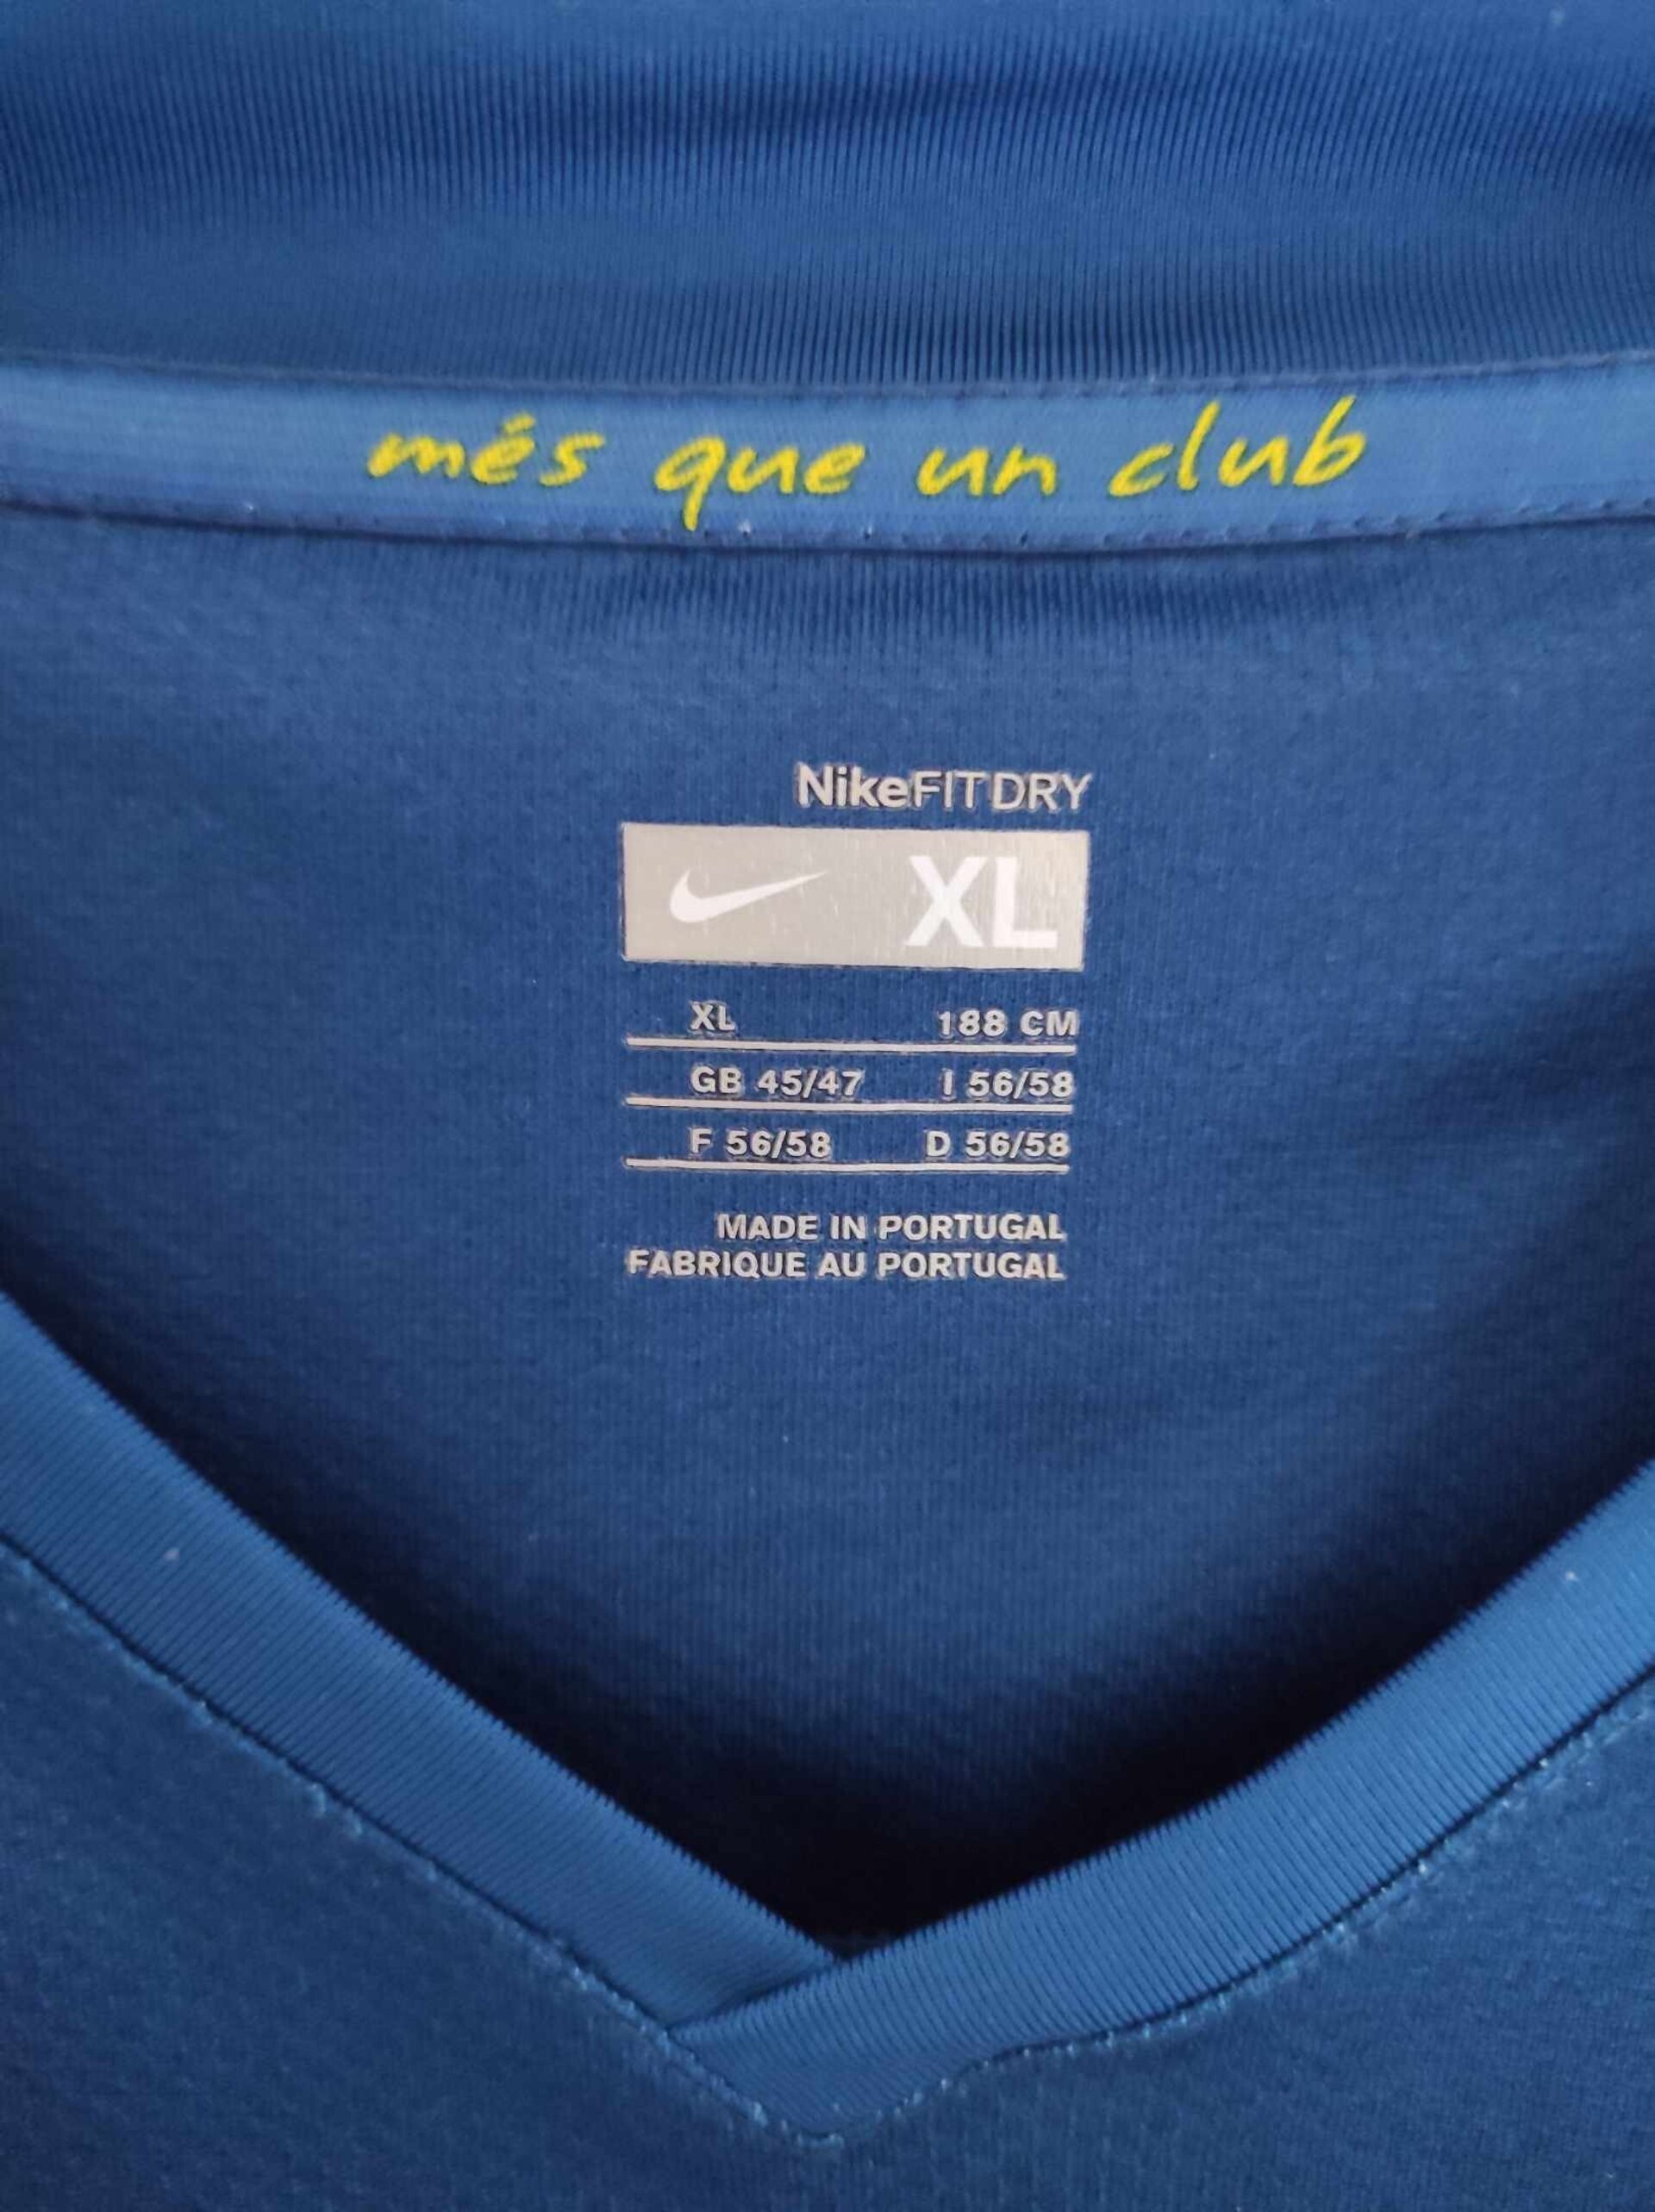 més que un club
NikeFIT DRY
XL
XL 188 CM
GB 45/47 I 56/58
F 56/58 D 56/58
MADE IN PORTUGAL
FABRIQUE AU PORTUGAL